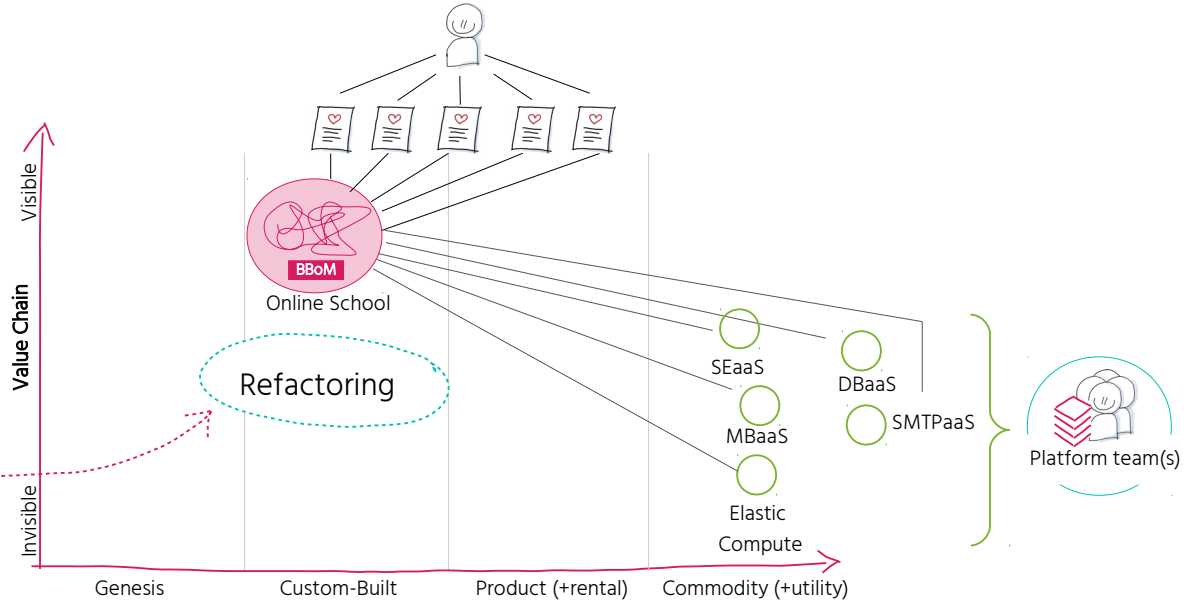 Visible
Value Chain
Invisible
BBoM
Online School
Refactoring
SEaaS
DBaaS
MBaaS
SMTPaaS
Elastic
Compute
Platform team(s)
Genesis
Custom-Built
Product (+rental)
Commodity (+utility)